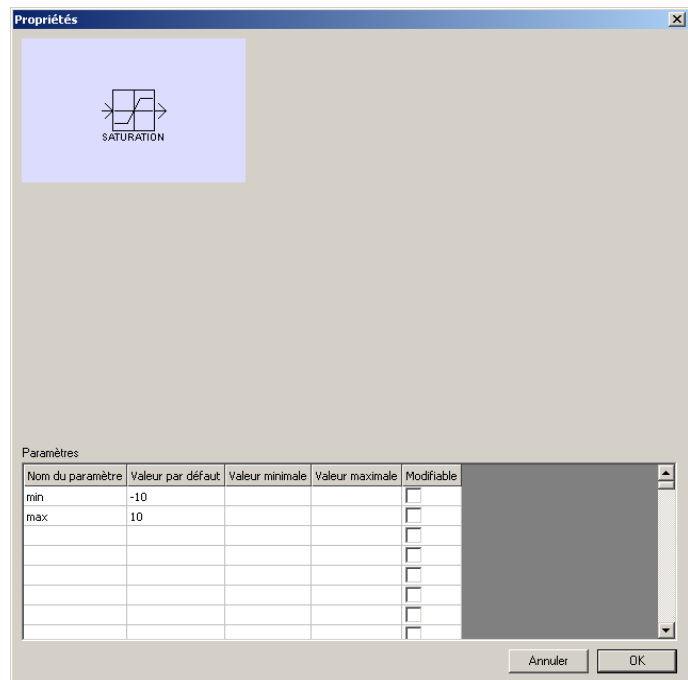 Propriétés
SATURATION
Paramètres
Nom du paramètre Valeur par défaut Valeur minimale Valeur maximale Modifiable
min -10
max 10
Annuler OK